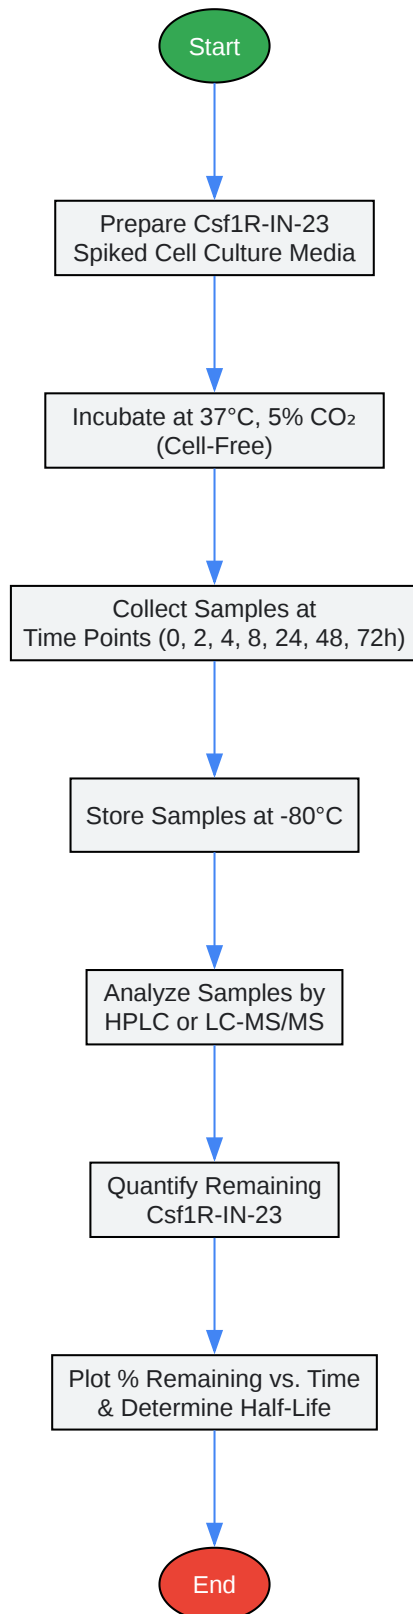 Start
Prepare Csf1R-IN-23
Spiked Cell Culture Media
Incubate at 37°C, 5% CO₂
(Cell-Free)
Collect Samples at
Time Points (0, 2, 4, 8, 24, 48, 72h)
Store Samples at -80°C
Analyze Samples by
HPLC or LC-MS/MS
Quantify Remaining
Csf1R-IN-23
Plot % Remaining vs. Time
& Determine Half-Life
End